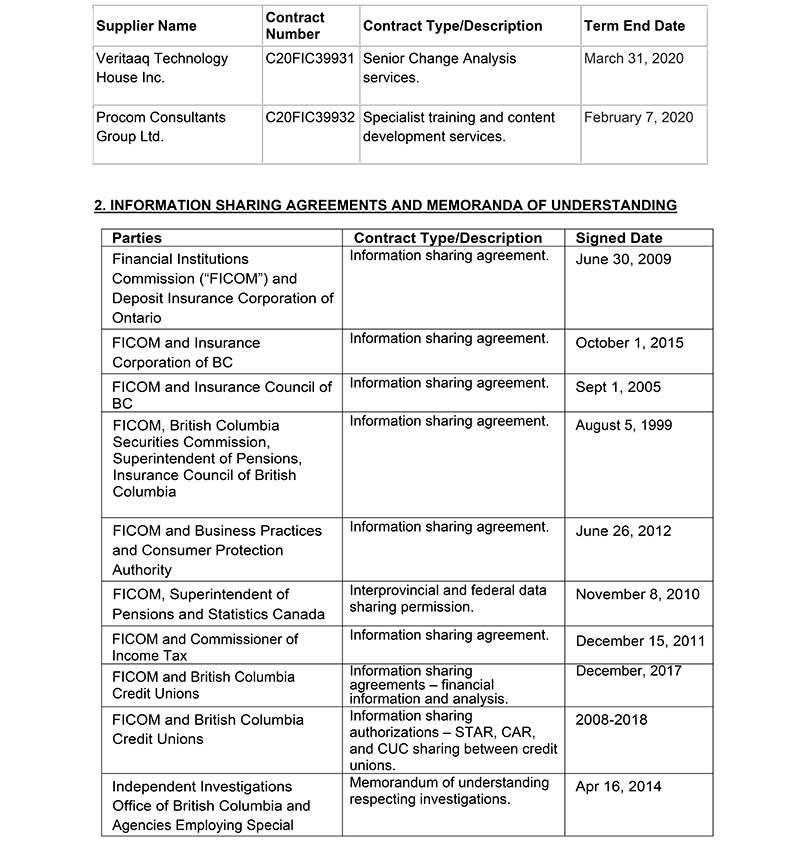 Supplier Name Contract Number Contract Type/Description Term End Date
Veritaaq Technology House Inc. C20FIC39931 Senior Change Analysis services. March 31, 2020
Procom Consultants Group Ltd. C20FIC39932 Specialist training and content development services. February 7, 2020
2. INFORMATION SHARING AGREEMENTS AND MEMORANDA OF UNDERSTANDING
Parties Contract Type/Description Signed Date
Financial Institutions Information sharing agreement. June 30, 2009
Commission (“FICOM”) and
Deposit Insurance Corporation of
Ontario
FICOM and Insurance Information sharing agreement. October 1, 2015
Corporation of BC
FICOM and Insurance Council of Information sharing agreement. Sept 1, 2005
BC
FICOM, British Columbia Information sharing agreement. August 5, 1999
Securities Commission,
Superintendent of Pensions,
Insurance Council of British
Columbia
FICOM and Business Practices Information sharing agreement. June 26, 2012
and Consumer Protection
Authority
FICOM, Superintendent of Interprovincial and federal data November 8, 2010
Pensions and Statistics Canada sharing permission.
FICOM and Commissioner of Information sharing agreement. December 15, 2011
Income Tax
FICOM and British Columbia Information sharing December, 2017
Credit Unions agreements – financial
information and analysis.
FICOM and British Columbia Information sharing 2008-2018
Credit Unions authorizations – STAR, CAR,
and CUC sharing between credit
unions.
Independent Investigations Memorandum of understanding Apr 16, 2014
Office of British Columbia and respecting investigations.
Agencies Employing Special